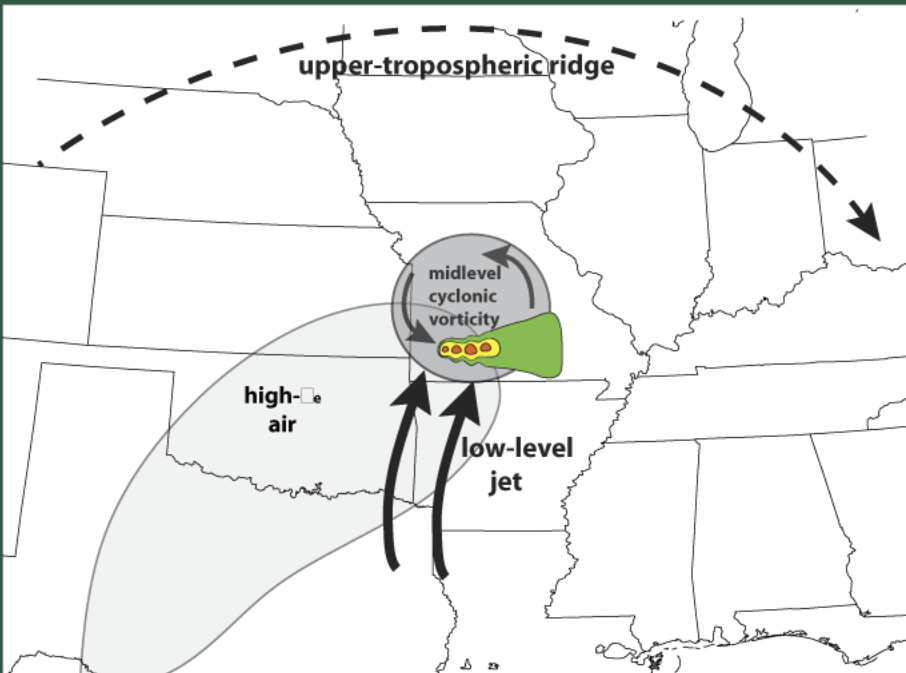 upper-tropospheric ridge
midlevel
cyclonic
vorticity
high-□e
air
low-level
jet